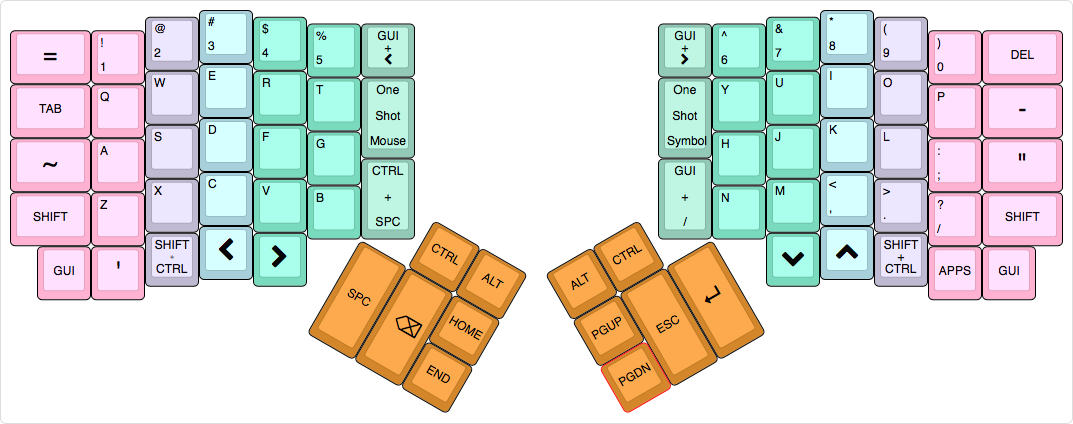 =
!
1
@
2
#
3
$
4
%
5
GUI
+
<
TAB
Q
W
E
R
T
One
Shot
Mouse
~
A
S
D
F
G
CTRL
+
SPC
SHIFT
Z
X
C
V
B
GUI
'
SHIFT
+
CTRL
<
>
CTRL
ALT
SPC
HOME
END
GUI
+
>
^
6
&
7
*
8
(
9
)
0
DEL
One
Shot
Symbol
Y
U
I
O
P
-
GUI
+
/
H
J
K
L
:
;
"
N
M
<
,
>
.
?
/
SHIFT
SHIFT
+
CTRL
APPS
GUI
ALT
CTRL
PGUP
ESC
PGDN